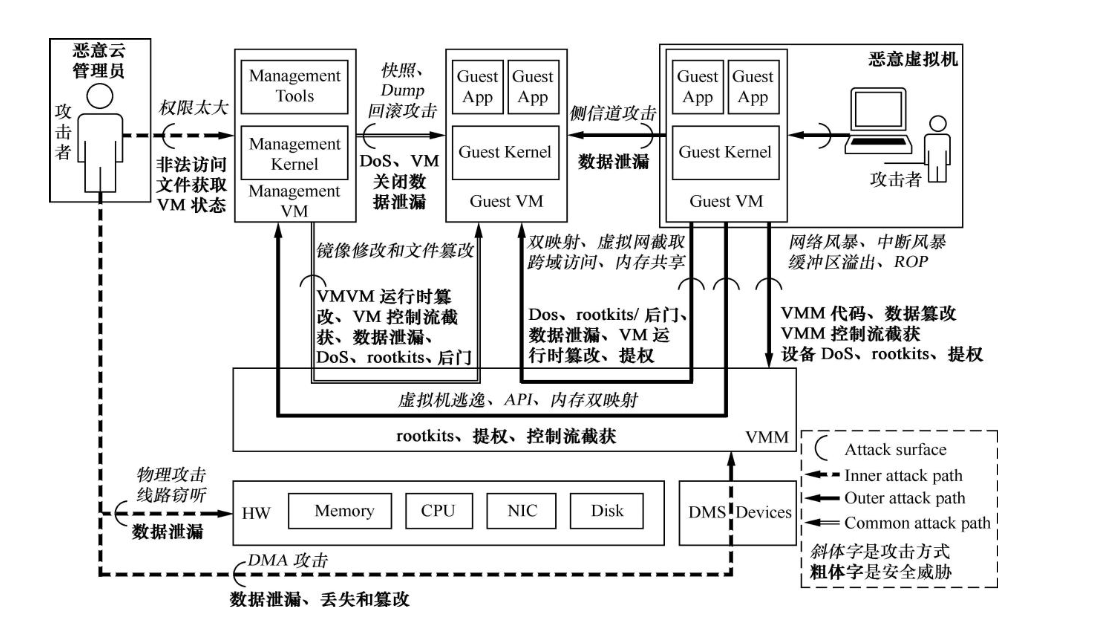 恶意云
管理员
攻击者
权限太大
非法访问
文件获取
VM 状态
Management
Tools
Management
Kernel
Management
VM
快照、
Dump
回滚攻击
DoS、VM
关闭数
据泄漏
Guest
App
Guest
App
Guest Kernel
Guest VM
侧信道攻击
数据泄漏
恶意虚拟机
Guest
App
Guest
App
Guest Kernel
Guest VM
攻击者
镜像修改和文件篡改
VMVM 运行时篡
改、VM 控制流截
获、数据泄漏、
DoS、rootkits、后门
双映射、虚拟网截取
跨域访问、内存共享
Dos、rootkits/ 后门、
数据泄漏、VM 运
行时篡改、提权
网络风暴、中断风暴
缓冲区溢出、ROP
VMM 代码、数据篡改
VMM 控制流截获
设备 DoS、rootkits、提权
虚拟机逃逸、API、内存双映射
rootkits、提权、控制流截获
VMM
物理攻击
线路窃听
数据泄漏
HW
Memory
CPU
NIC
Disk
DMS Devices
DMA 攻击
数据泄漏、丢失和篡改
Attack surface
Inner attack path
Outer attack path
Common attack path
斜体字是攻击方式
粗体字是安全威胁